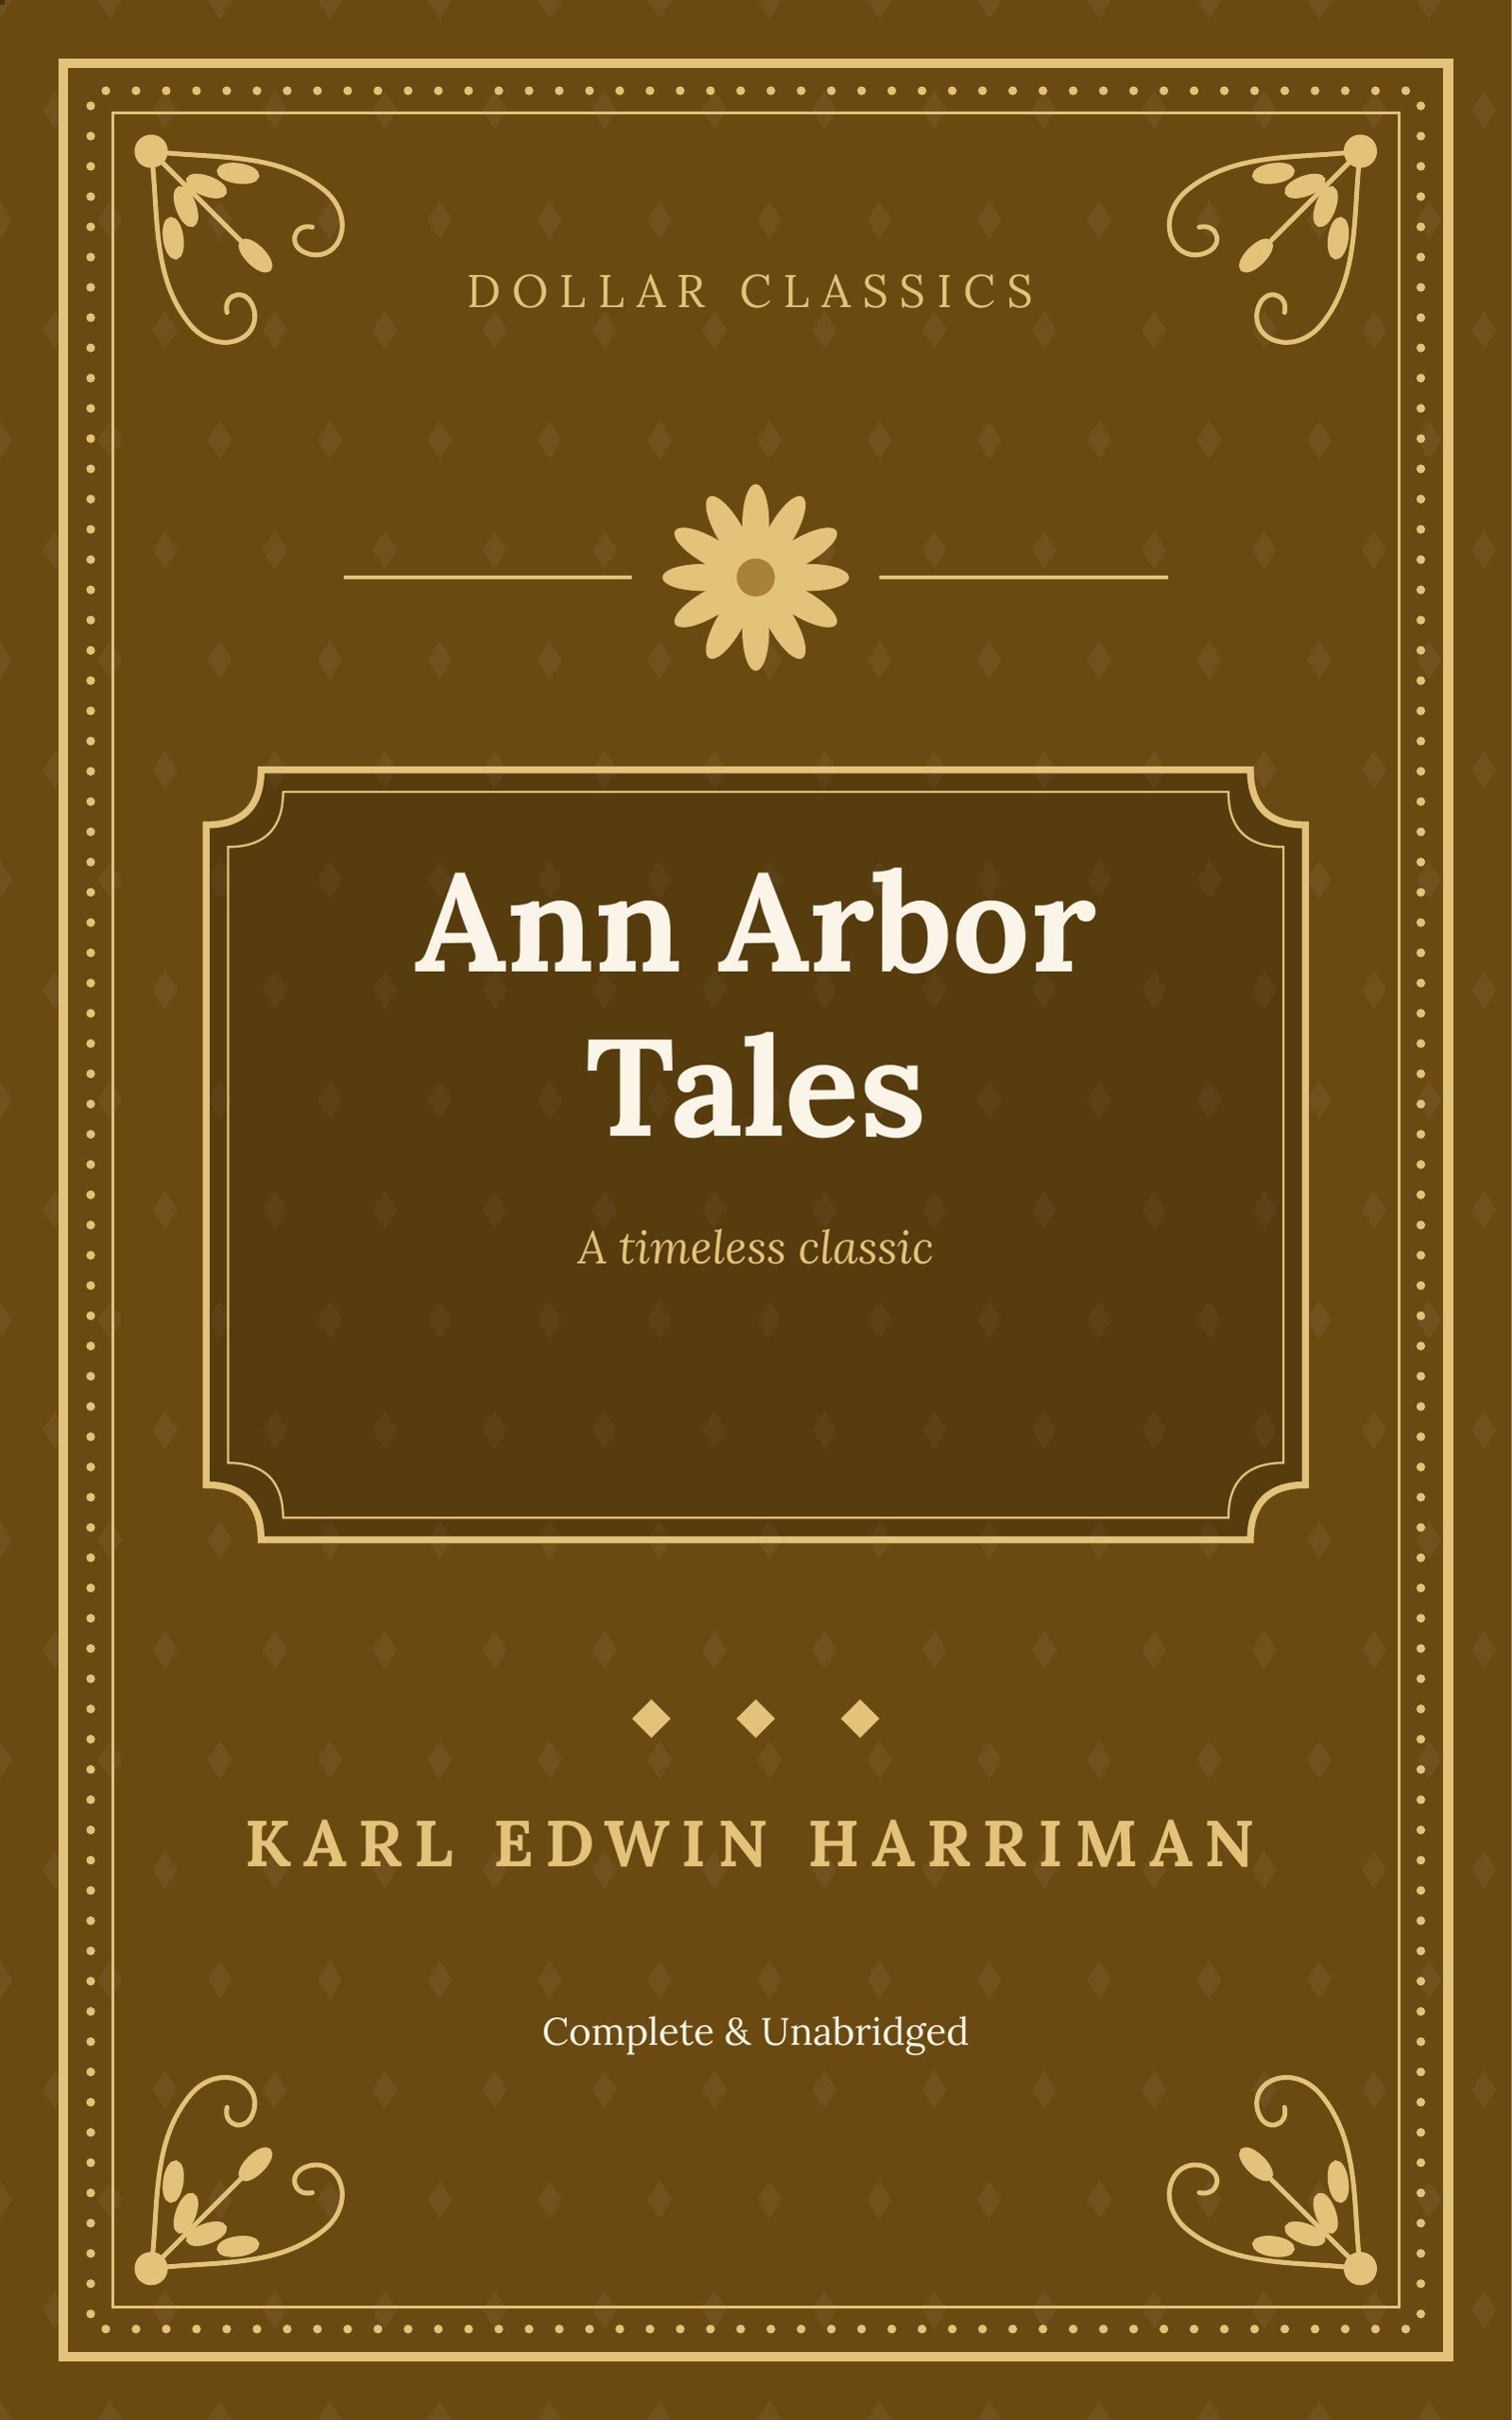 DOLLAR CLASSICS
Ann Arbor
Tales
A timeless classic
KARL EDWIN HARRIMAN
Complete & Unabridged